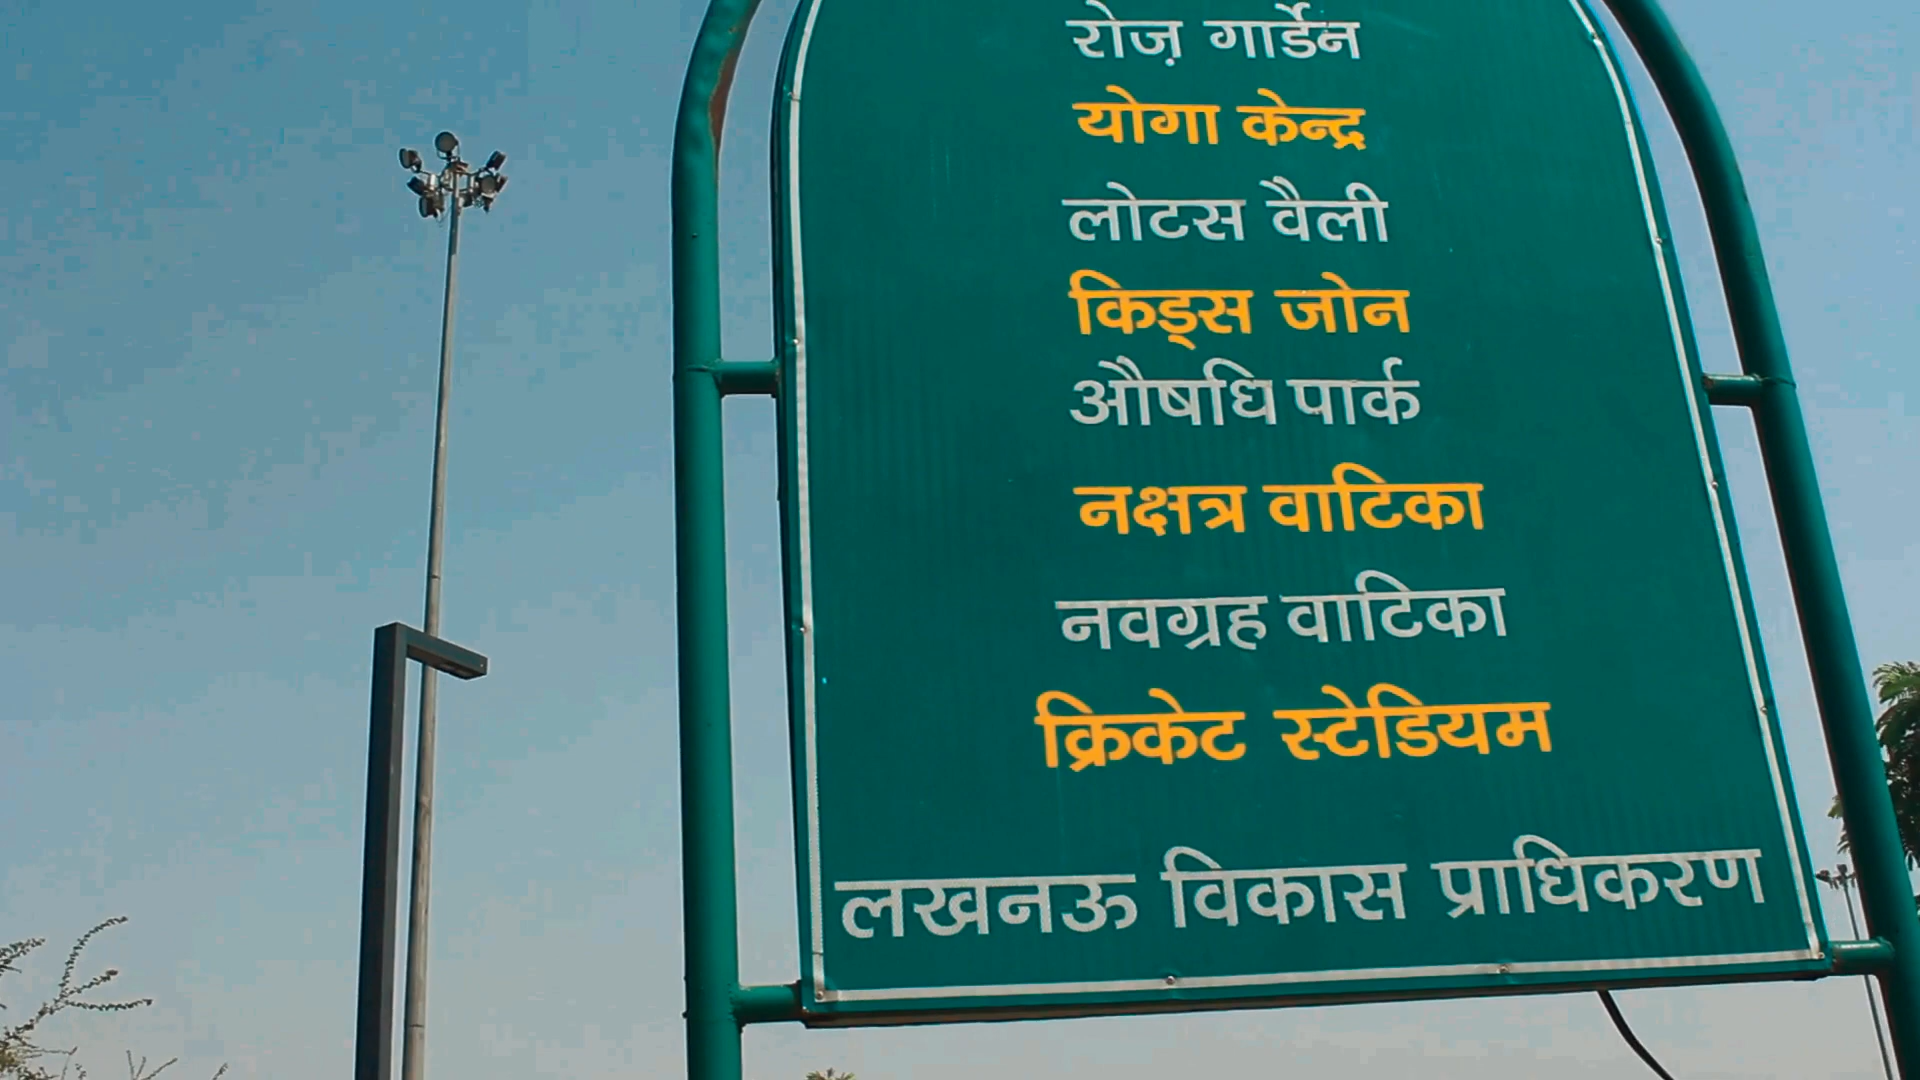 रोज़ गार्डेन
योगा केन्द्र
लोटस वैली
किड्स जोन
औषधि पार्क
नक्षत्र वाटिका
नवग्रह वाटिका
क्रिकेट स्टेडियम
लखनऊ विकास प्राधिकरण